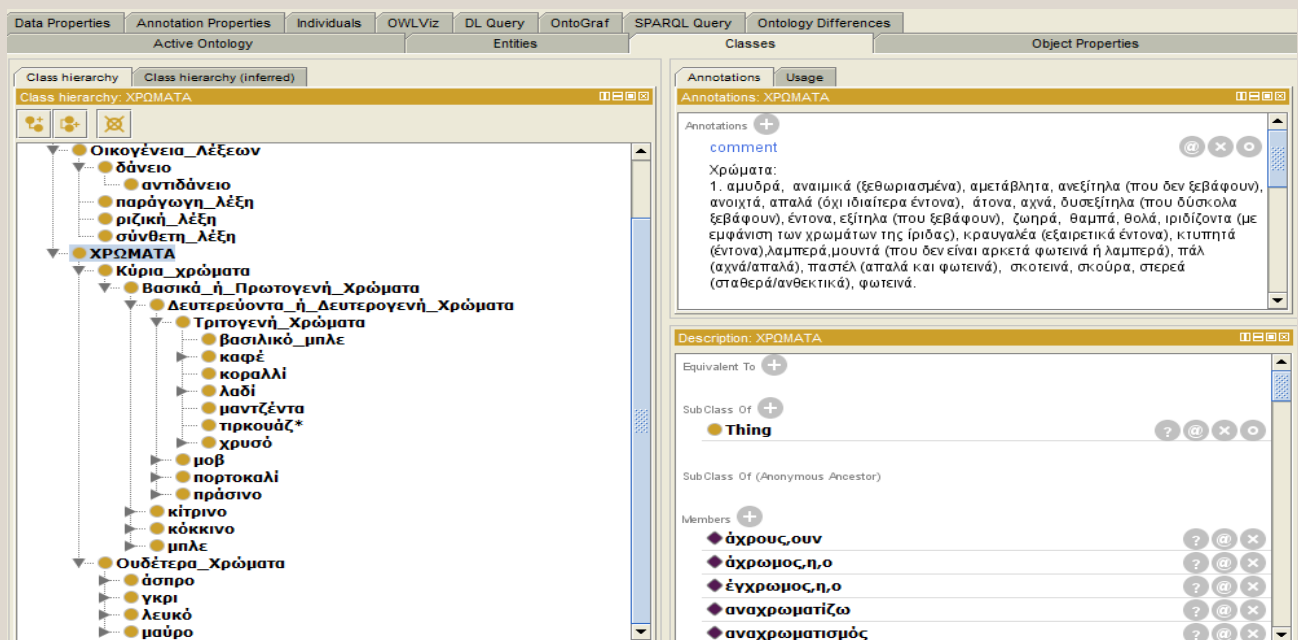 Data Properties Annotation Properties Individuals OWLViz DL Query OntoGraf SPARQL Query Ontology Differences
Active Ontology Entities Classes Object Properties
Class hierarchy Class hierarchy (inferred)
Class hierarchy: ΧΡΩΜΑΤΑ
Οικογένεια_Λέξεων
δάνειο
αντιδάνειο
παράγωγη_λέξη
ριζική_λέξη
σύνθετη_λέξη
ΧΡΩΜΑΤΑ
Κύρια_χρώματα
Βασικά_ή_Πρωτογενή_Χρώματα
Δευτερεύοντα_ή_Δευτερογενή_Χρώματα
Τριτογενή_Χρώματα
βασιλικό_μπλε
καφέ
κοραλλί
λαδί
μαντζέντα
τιρκουάζ*
χρυσό
μοβ
πορτοκαλί
πράσινο
κίτρινο
κόκκινο
μπλε
Ουδέτερα_Χρώματα
άσπρο
γκρι
λευκό
μαύρο
Annotations Usage
Annotations: ΧΡΩΜΑΤΑ
Annotations
comment
Χρώματα:
1. αμυδρά, αναιμικά (ξεθωριασμένα), αμετάβλητα, ανεξίτηλα (που δεν ξεβάφουν),
ανοιχτά, απαλά (όχι ιδιαίτερα έντονα), άτονα, αχνά, δυσεξίτηλα (που δύσκολα
ξεβάφουν), έντονα, εξίτηλα (που ξεβάφουν), ζωηρά, θαμπά, θολά, ιριδίζοντα (με
εμφάνιση των χρωμάτων της ίριδας), κραυγαλέα (εξαιρετικά έντονα), κτυπητά
(έντονα),λαμπερά,μουντά (που δεν είναι αρκετά φωτεινά ή λαμπερά), πάλ
(αχνά/απαλά), παστέλ (απαλά και φωτεινά), σκοτεινά, σκούρα, στερεά
(σταθερά/ανθεκτικά), φωτεινά.
Description: ΧΡΩΜΑΤΑ
Equivalent To
SubClass Of
Thing
SubClass Of (Anonymous Ancestor)
Members
άχρους,ουν
άχρωμος,η,ο
έγχρωμος,η,ο
αναχρωματίζω
αναχρωματισμός